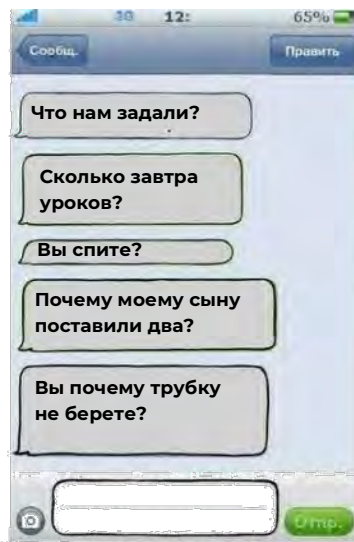 3G 12: 65%
Сообщ. Править
Что нам задали?
Сколько завтра
уроков?
Вы спите?
Почему моему сыну
поставили два?
Вы почему трубку
не берете?
Отпр.